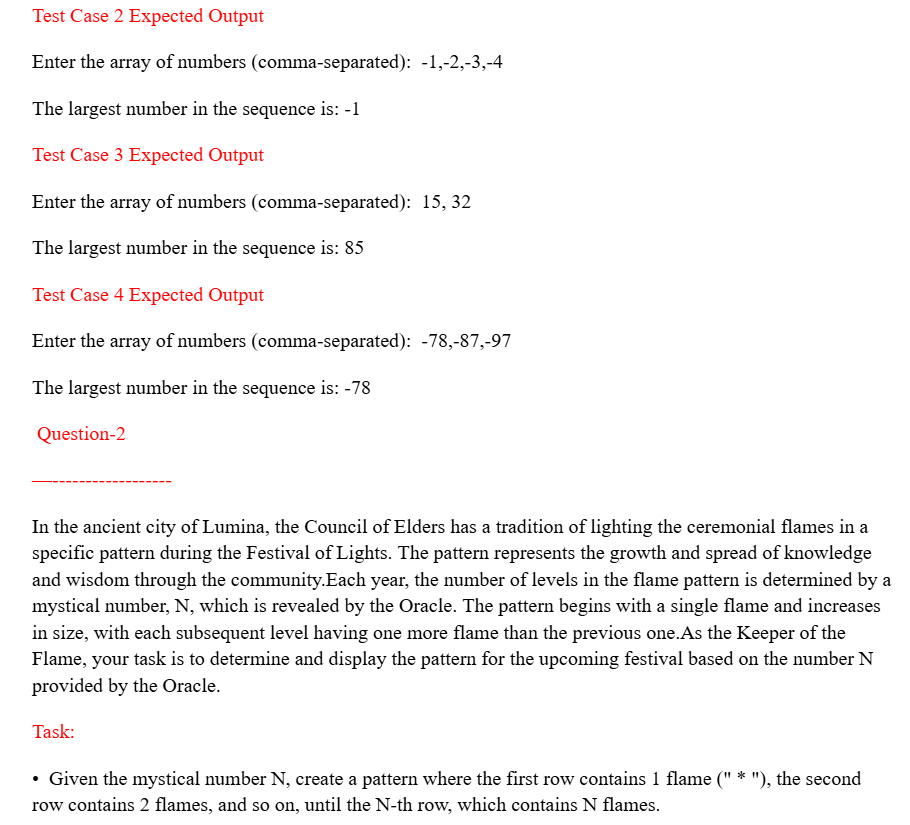 Test Case 2 Expected Output
Enter the array of numbers (comma-separated):  -1,-2,-3,-4
The largest number in the sequence is: -1
Test Case 3 Expected Output
Enter the array of numbers (comma-separated):  15, 32
The largest number in the sequence is: 85
Test Case 4 Expected Output
Enter the array of numbers (comma-separated):  -78,-87,-97
The largest number in the sequence is: -78
Question-2
—------------------
In the ancient city of Lumina, the Council of Elders has a tradition of lighting the ceremonial flames in a
specific pattern during the Festival of Lights. The pattern represents the growth and spread of knowledge
and wisdom through the community.Each year, the number of levels in the flame pattern is determined by a
mystical number, N, which is revealed by the Oracle. The pattern begins with a single flame and increases
in size, with each subsequent level having one more flame than the previous one.As the Keeper of the
Flame, your task is to determine and display the pattern for the upcoming festival based on the number N
provided by the Oracle.
Task:
• Given the mystical number N, create a pattern where the first row contains 1 flame (" * "), the second
row contains 2 flames, and so on, until the N-th row, which contains N flames.